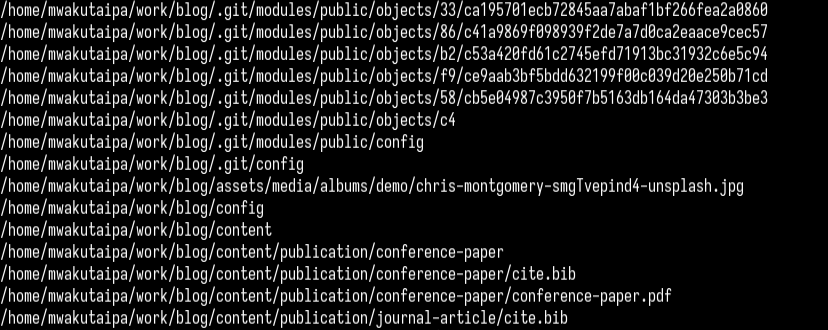 /home/mwakutaipa/work/blog/.git/modules/public/objects/33/ca195701ecb72845aa7abaf1bf266fea2a0860
/home/mwakutaipa/work/blog/.git/modules/public/objects/86/c41a9869f098939f2de7a7d0ca2eaace9cec57
/home/mwakutaipa/work/blog/.git/modules/public/objects/b2/c53a420fd61c2745efd71913bc31932c6e5c94
/home/mwakutaipa/work/blog/.git/modules/public/objects/f9/ce9aab3bf5bdd632199f00c039d20e250b71cd
/home/mwakutaipa/work/blog/.git/modules/public/objects/58/cb5e04987c3950f7b5163db164da47303b3be3
/home/mwakutaipa/work/blog/.git/modules/public/objects/c4
/home/mwakutaipa/work/blog/.git/modules/public/config
/home/mwakutaipa/work/blog/.git/config
/home/mwakutaipa/work/blog/assets/media/albums/demo/chris-montgomery-smgTvepind4-unsplash.jpg
/home/mwakutaipa/work/blog/config
/home/mwakutaipa/work/blog/content
/home/mwakutaipa/work/blog/content/publication/conference-paper
/home/mwakutaipa/work/blog/content/publication/conference-paper/cite.bib
/home/mwakutaipa/work/blog/content/publication/conference-paper/conference-paper.pdf
/home/mwakutaipa/work/blog/content/publication/journal-article/cite.bib